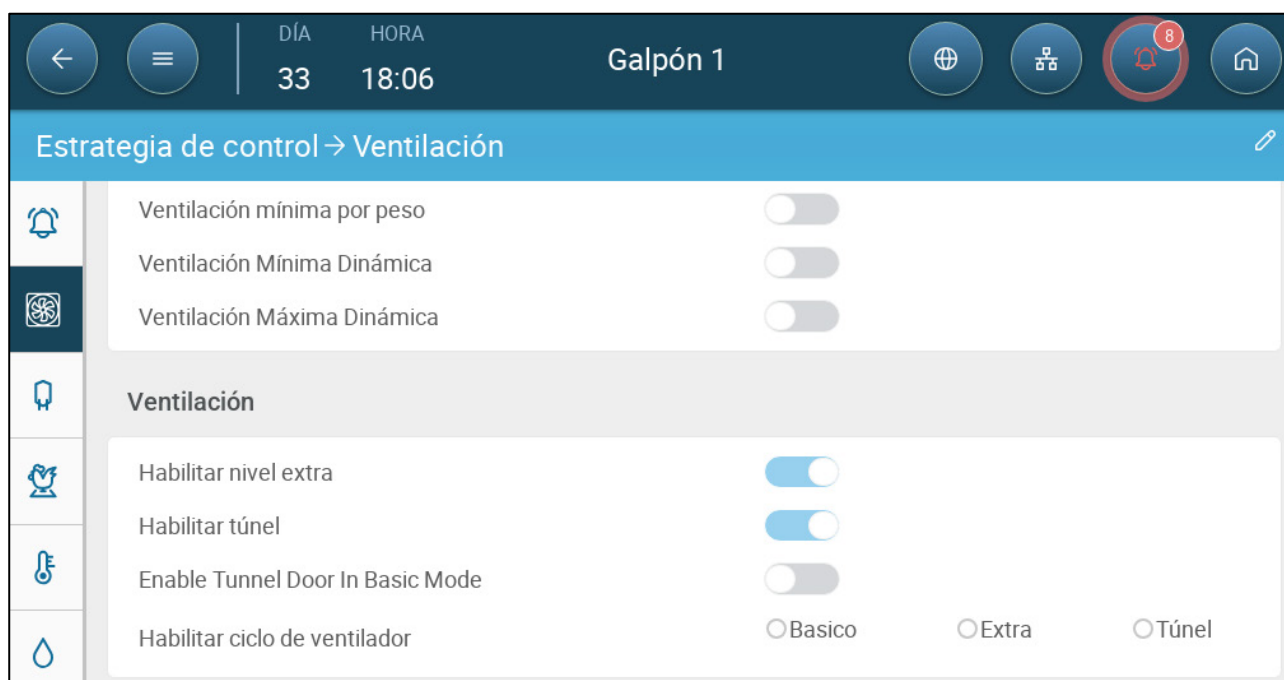 DÍA HORA
33 18:06
Galpón 1
8
Estrategia de control → Ventilación
Ventilación mínima por peso
Ventilación Mínima Dinámica
Ventilación Máxima Dinámica
Ventilación
Habilitar nivel extra
Habilitar túnel
Enable Tunnel Door In Basic Mode
Habilitar ciclo de ventilador Basico Extra Túnel